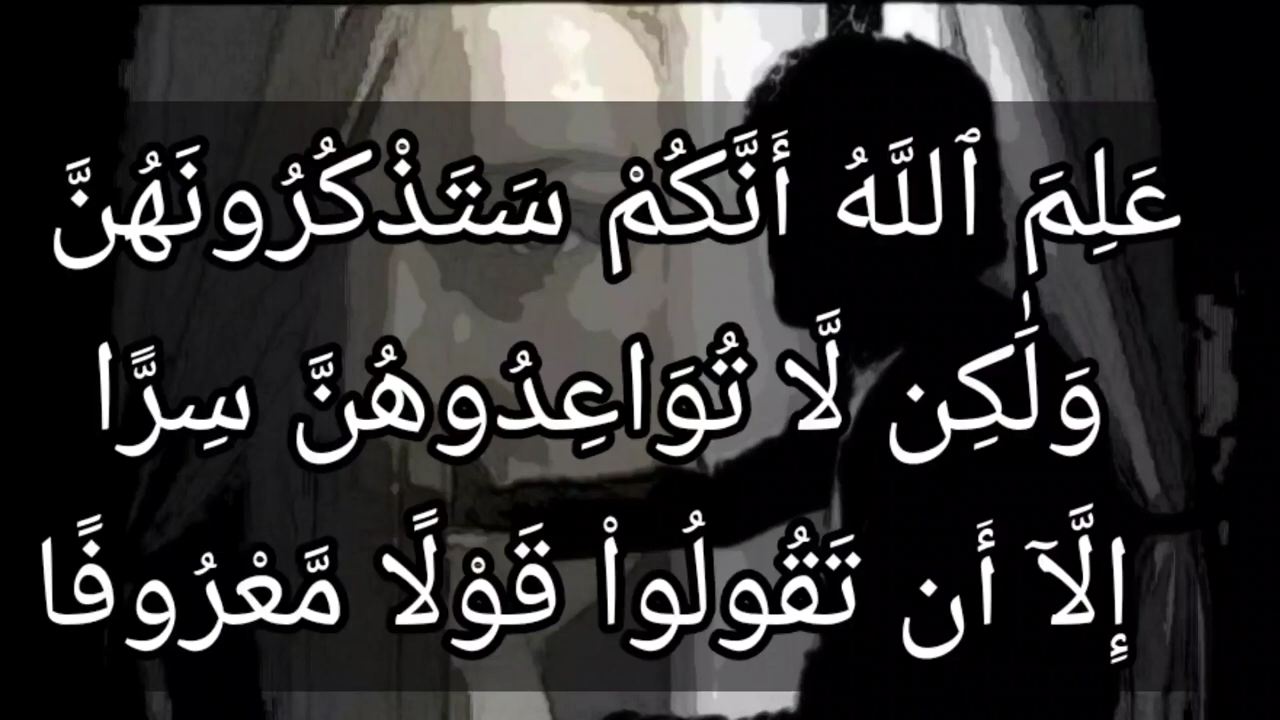 عَلِمَ ٱللَّهُ أَنَّكُمْ سَتَذْكُرُونَهُنَّ
وَلَٰكِن لَّا تُوَاعِدُوهُنَّ سِرًّا
إِلَّآ أَن تَقُولُوا۟ قَوْلًا مَّعْرُوفًا